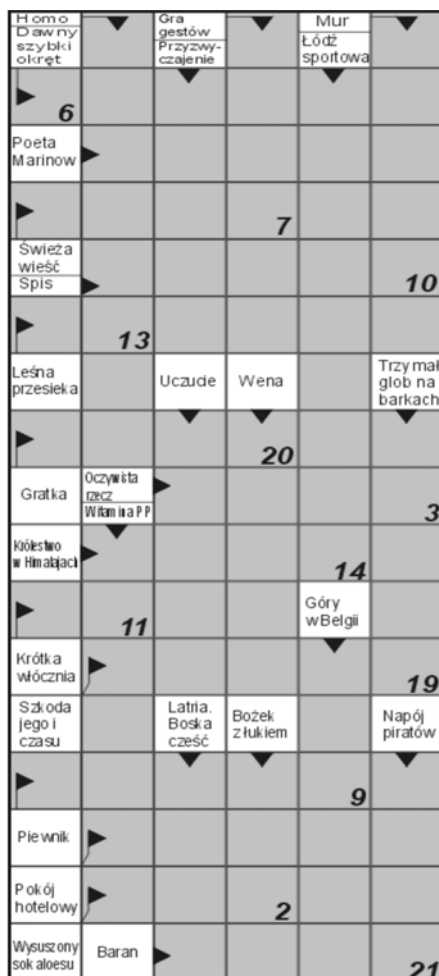 Homo
Dawny
szybki
okręt
Gra
gestów
Przyzwy-
czajenie
Mur
Łódź
sportowa
6
Poeta
Marinow
7
Świeża
wieść
Spis
10
13
Leśna
przesieka
Uczucie
Wena
Trzymał
glob na
barkach
20
Gratka
Oczywista
rzecz
Witamina PP
3
Królestwo
w Himalajach
14
11
Góry
w Belgii
Krótka
włócznia
19
Szkoda
jego i
czasu
Latria.
Boska
cześć
Bożek
z łukiem
Napój
piratów
9
Piewnik
Pokój
hotelowy
2
Wysuszony
sok aloesu
Baran
21